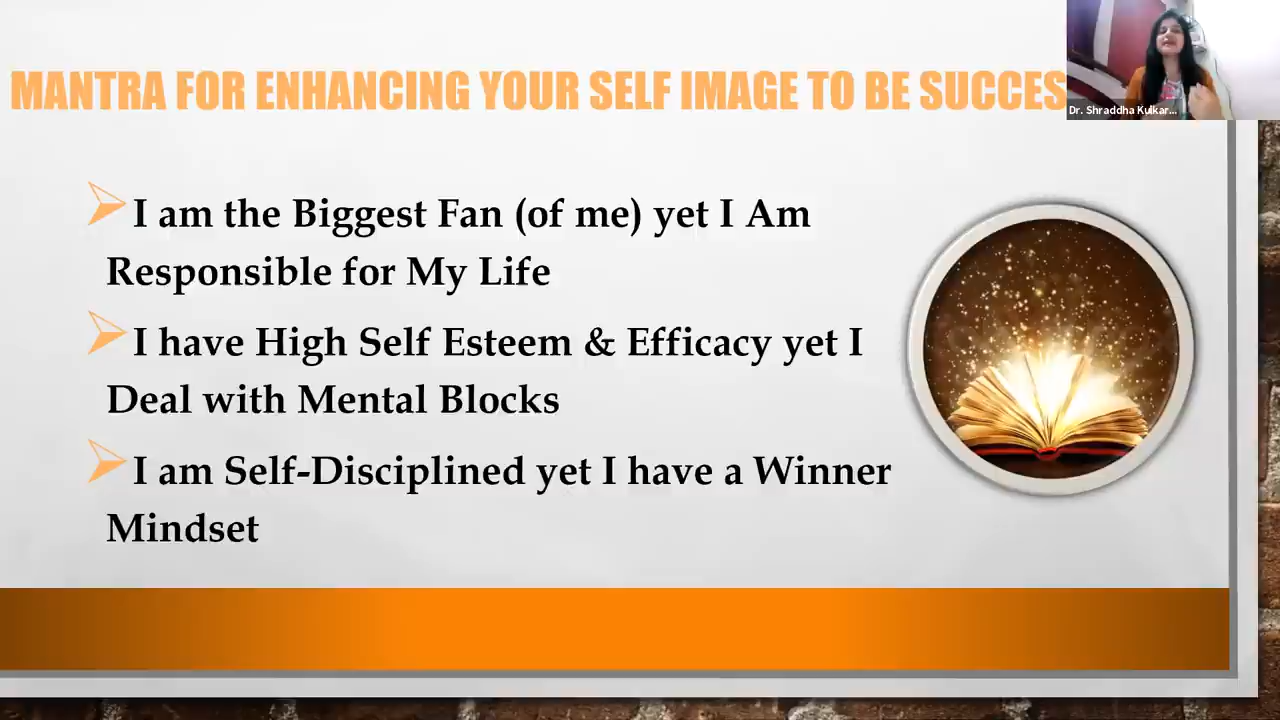 MANTRA FOR ENHANCING YOUR SELF IMAGE TO BE SUCCES
Dr. Shraddha Kulkar...
➢I am the Biggest Fan (of me) yet I Am
Responsible for My Life
➢I have High Self Esteem & Efficacy yet I
Deal with Mental Blocks
➢I am Self-Disciplined yet I have a Winner
Mindset